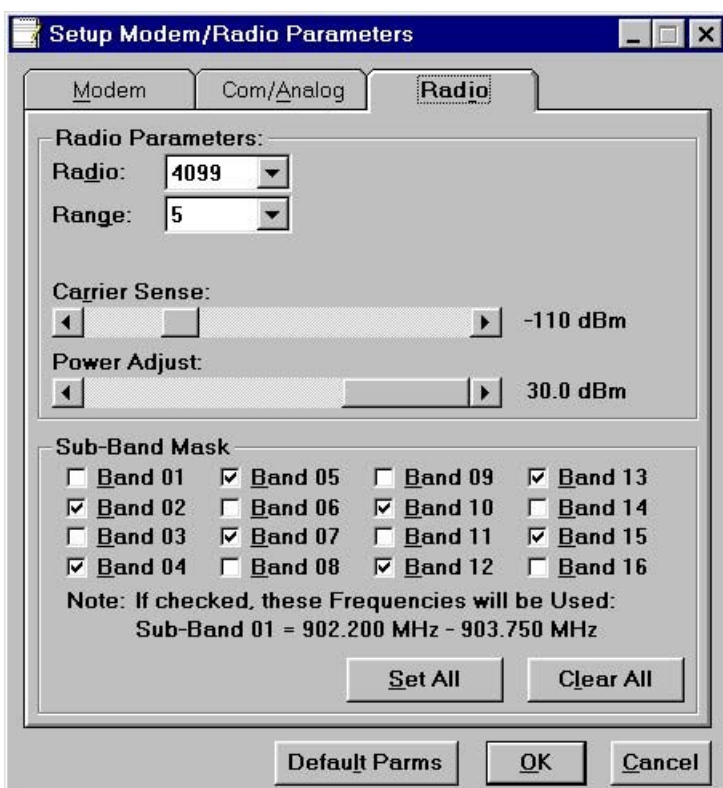 Setup Modem/Radio Parameters
Modem Com/Analog Radio
Radio Parameters:
Radio: 4099
Range: 5
Carrier Sense:
-110 dBm
Power Adjust:
30.0 dBm
Sub-Band Mask
Band 01 Band 05 Band 09 Band 13
Band 02 Band 06 Band 10 Band 14
Band 03 Band 07 Band 11 Band 15
Band 04 Band 08 Band 12 Band 16
Note: If checked, these Frequencies will be Used:
Sub-Band 01 = 902.200 MHz - 903.750 MHz
Set All Clear All
Default Parms OK Cancel